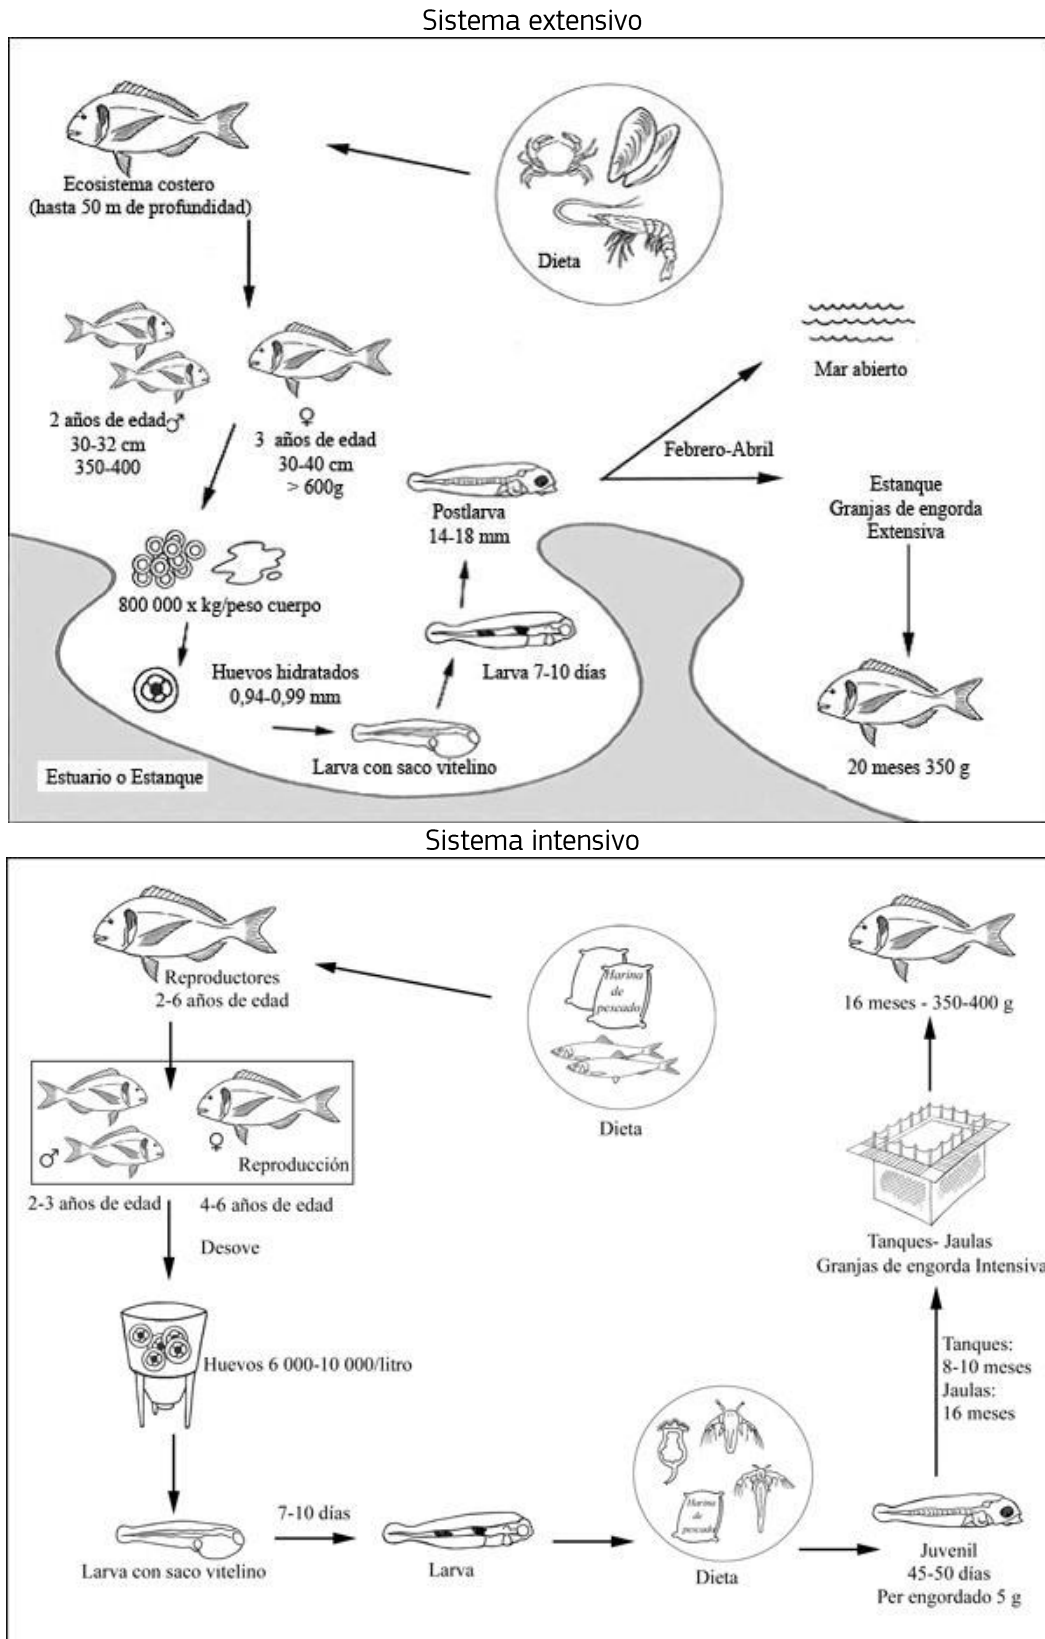 Sistema extensivo
Ecosistema costero
(hasta 50 m de profundidad)
Dieta
2 años de edad♂
30-32 cm
350-400
♀
3 años de edad
30-40 cm
> 600g
Mar abierto
Febrero-Abril
Postlarva
14-18 mm
Estanque
Granjas de engorda
Extensiva
800 000 x kg/peso cuerpo
Huevos hidratados
0,94-0,99 mm
Larva 7-10 días
Larva con saco vitelino
Estuario o Estanque
20 meses 350 g
Sistema intensivo
Reproductores
2-6 años de edad
Harina
de
pescado
Dieta
16 meses - 350-400 g
♂
♀
Reproducción
2-3 años de edad
4-6 años de edad
Desove
Tanques- Jaulas
Granjas de engorda Intensiva
Huevos 6 000-10 000/litro
Tanques:
8-10 meses
Jaulas:
16 meses
7-10 días
Larva con saco vitelino
Larva
Harina
de
pescado
Dieta
Juvenil
45-50 días
Per engordado 5 g